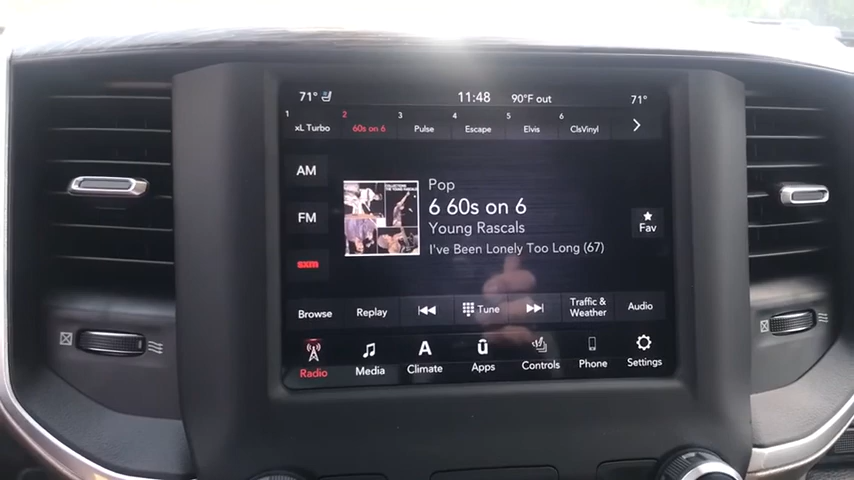 71° 11:48 90°F out 71°
1 xL Turbo 2 60s on 6 3 Pulse 4 Escape 5 Elvis 6 ClsVinyl
AM
FM
sxm
Pop
6 60s on 6
Young Rascals
I've Been Lonely Too Long (67)
Fav
Browse Replay Tune Traffic & Weather Audio
Radio Media Climate Apps Controls Phone Settings